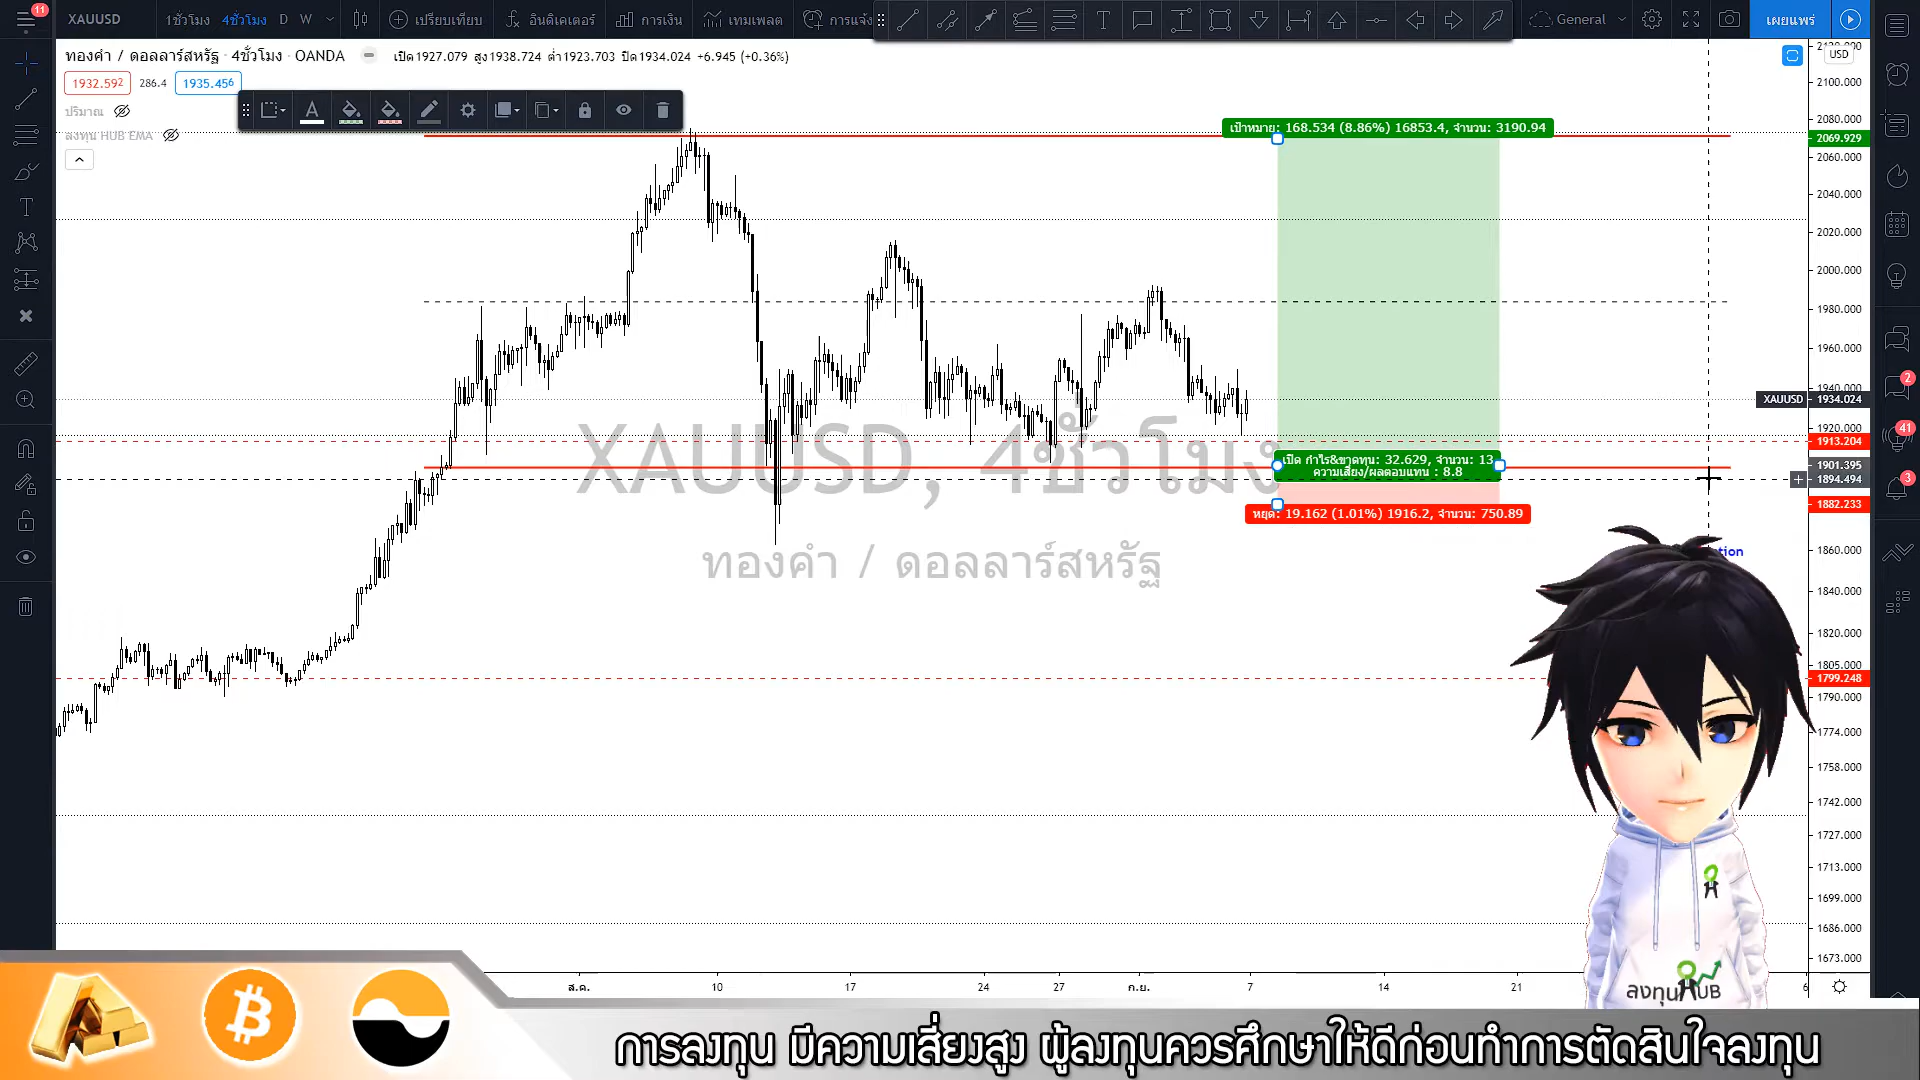 11
XAUUSD
1ชั่วโมง 4ชั่วโมง D W
เปรียบเทียบ
อินดิเคเตอร์
การเงิน
เทมเพลต
การแจ้ง
General
เผยแพร่
ทองคำ / ดอลลาร์สหรัฐ · 4ชั่วโมง · OANDA
เปิด1927.079 สูง1938.724 ต่ำ1923.703 ปิด1934.024 +6.945 (+0.36%)
1932.592 286.4 1935.456
ปริมาณ
ลงทุน HUB EMA
USD
2100.000
2080.000
2069.929
2060.000
2040.000
2020.000
2000.000
1980.000
1960.000
1940.000
XAUUSD 1934.024
1920.000
1913.204
1901.395
1894.494
1882.233
1860.000
1840.000
1820.000
1805.000
1799.248
1790.000
1774.000
1758.000
1742.000
1727.000
1713.000
1699.000
1686.000
1673.000
เป้าหมาย: 168.534 (8.86%) 16853.4, จำนวน: 3190.94
เปิด กำไร&ขาดทุน: 32.629, จำนวน: 13
ความเสี่ยง/ผลตอบแทน : 8.8
หยุด: 19.162 (1.01%) 1916.2, จำนวน: 750.89
XAUUSD, 4ชั่วโมง
ทองคำ / ดอลลาร์สหรัฐ
tion
2
41
3
ส.ค. 10 17 24 27 ก.ย. 7 14 21 6
ลงทุนHUB
การลงทุน มีความเสี่ยงสูง ผู้ลงทุนควรศึกษาให้ดีก่อนทำการตัดสินใจลงทุน